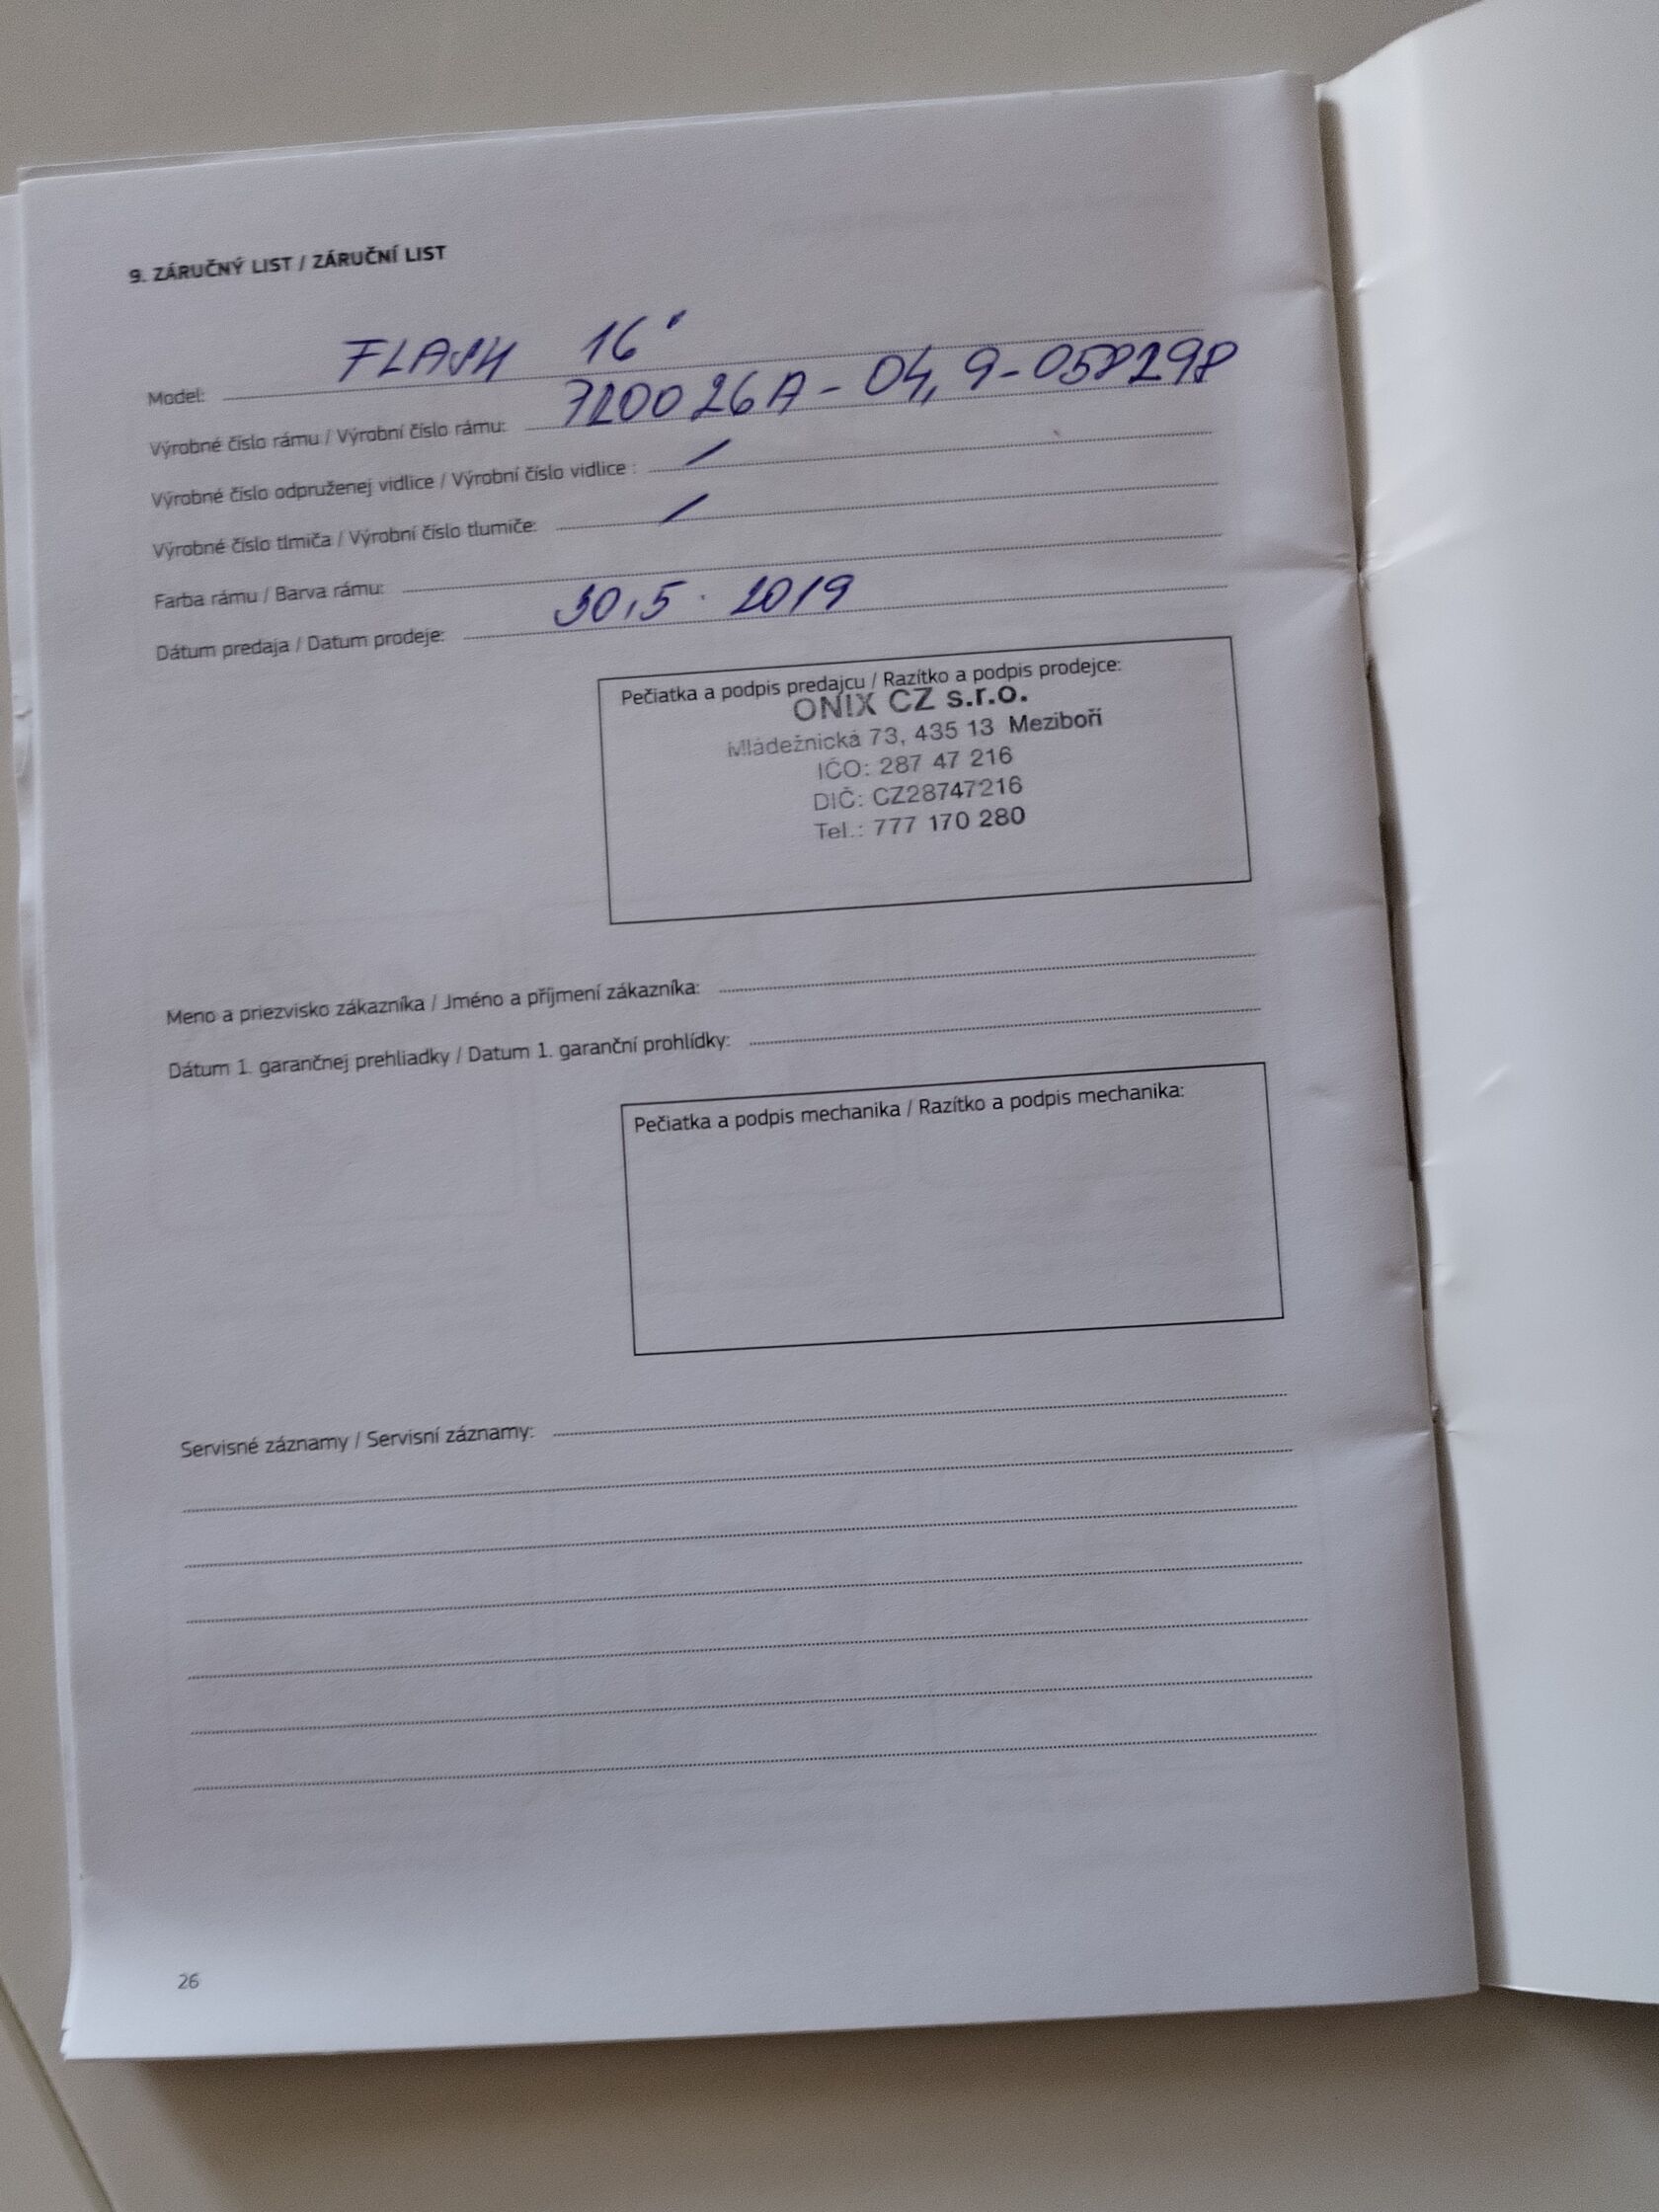 9. ZÁRUČNÝ LIST / ZÁRUČNÍ LIST
Model: FLASH 16"
Výrobné číslo rámu / Výrobní číslo rámu: 720026A - 04,9-058298
Výrobné číslo odpruženej vidlice / Výrobní číslo vidlice : /
Výrobné číslo tlmiča / Výrobní číslo tlumiče: /
Farba rámu / Barva rámu:
Dátum predaja / Datum prodeje: 30,5 . 2019
Pečiatka a podpis predajcu / Razítko a podpis prodejce:
ONIX CZ s.r.o.
Mládežnická 73, 435 13 Meziboří
IČO: 287 47 216
DIČ: CZ28747216
Tel.: 777 170 280
Meno a priezvisko zákazníka / Jméno a příjmení zákazníka:
Dátum 1. garančnej prehliadky / Datum 1. garanční prohlídky:
Pečiatka a podpis mechanika / Razítko a podpis mechanika:
Servisné záznamy / Servisní záznamy:
26